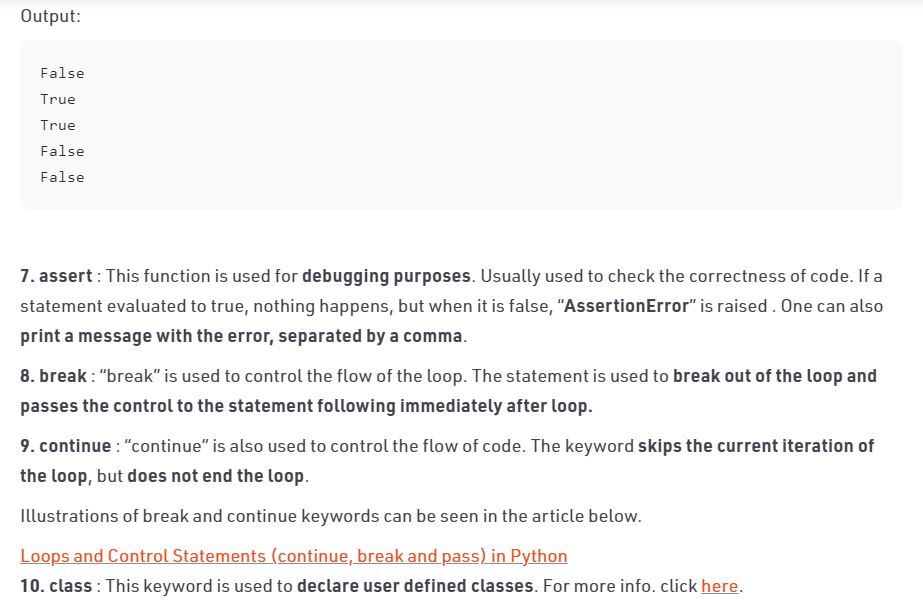 Output:
False
True
True
False
False
7. assert : This function is used for debugging purposes. Usually used to check the correctness of code. If a
statement evaluated to true, nothing happens, but when it is false, “AssertionError” is raised . One can also
print a message with the error, separated by a comma.
8. break : “break” is used to control the flow of the loop. The statement is used to break out of the loop and
passes the control to the statement following immediately after loop.
9. continue : “continue” is also used to control the flow of code. The keyword skips the current iteration of
the loop, but does not end the loop.
Illustrations of break and continue keywords can be seen in the article below.
Loops and Control Statements (continue, break and pass) in Python
10. class : This keyword is used to declare user defined classes. For more info. click here.